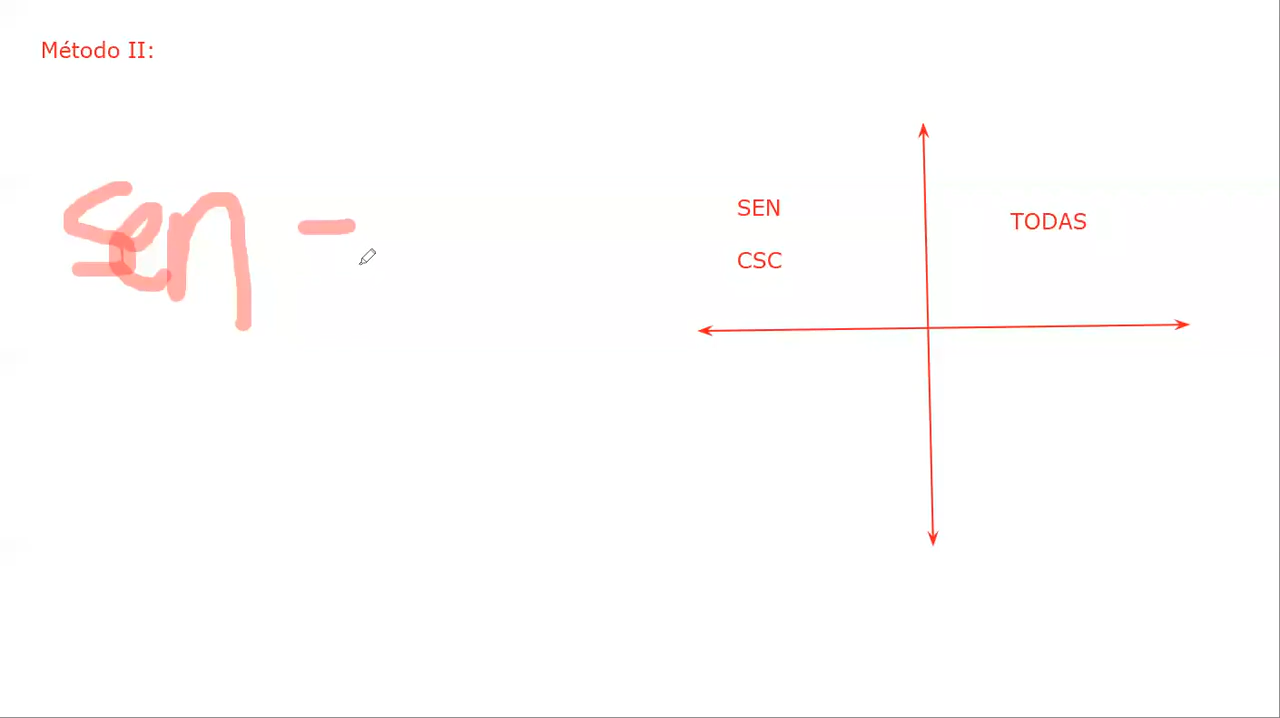 Método II:
sen -
SEN
CSC
TODAS